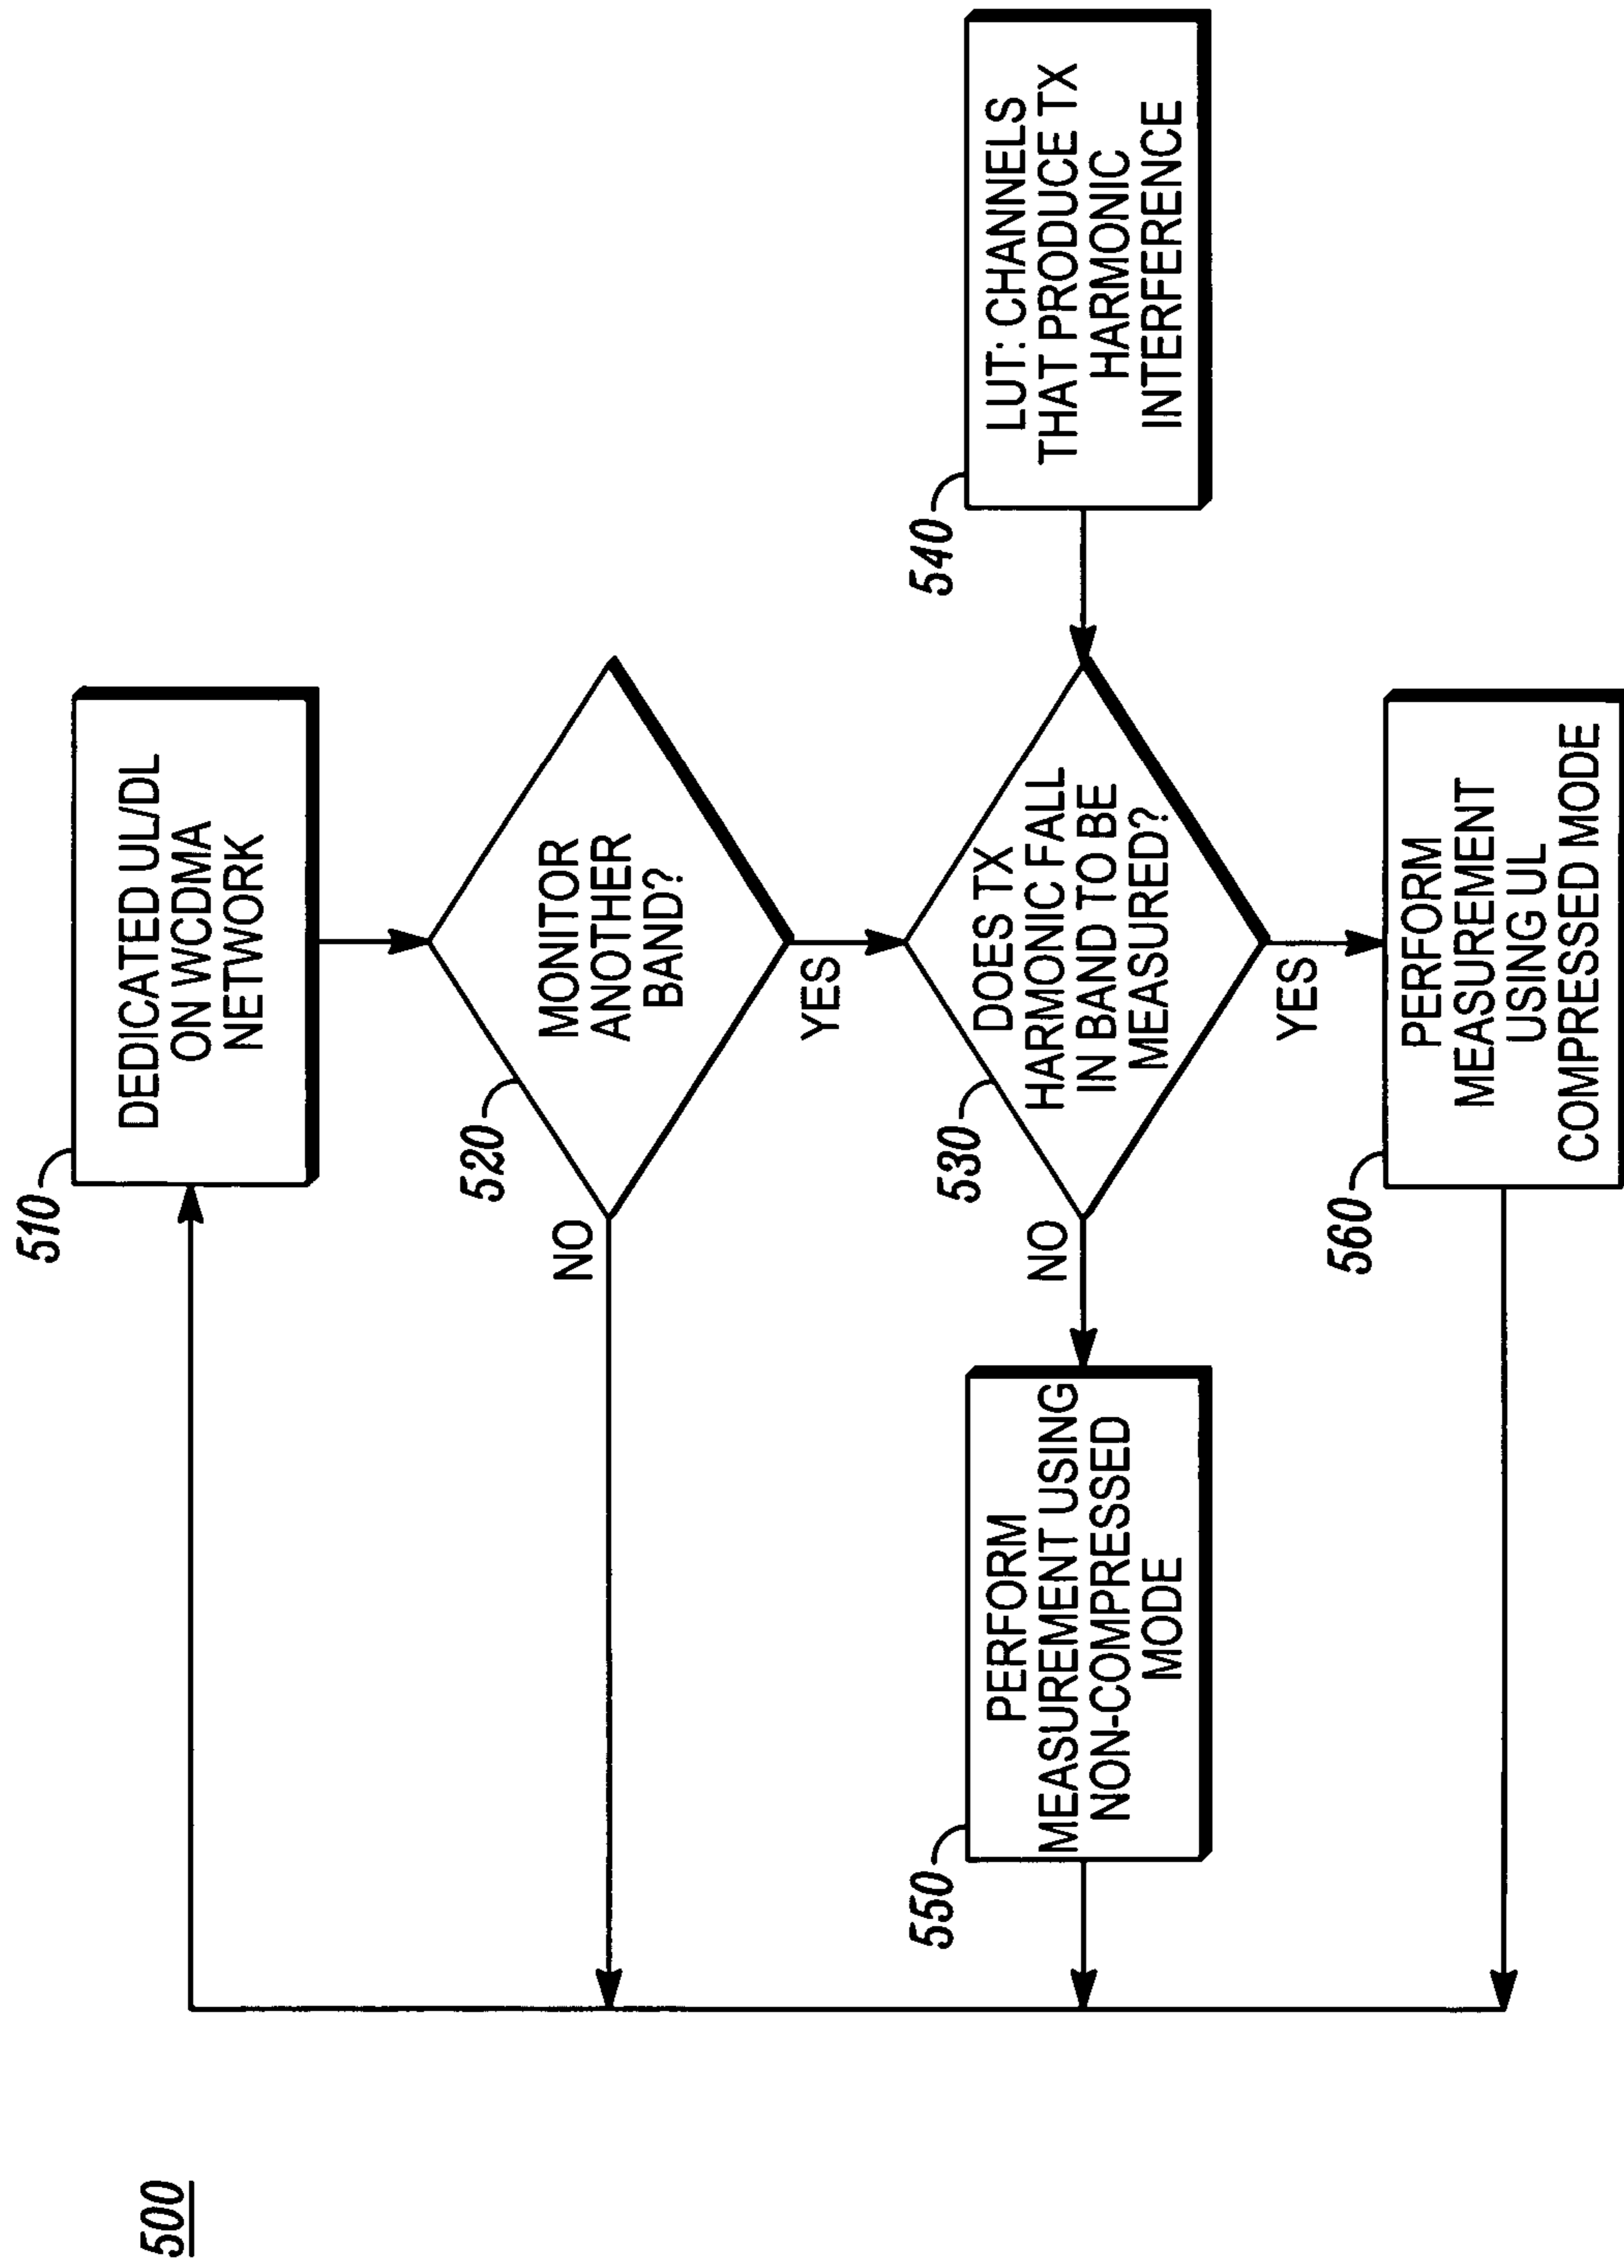 500
510
DEDICATED UL/DL
ON WCDMA
NETWORK
520
MONITOR
ANOTHER
BAND?
NO
YES
530
DOES TX
HARMONIC FALL
IN BAND TO BE
MEASURED?
NO
YES
540
LUT: CHANNELS
THAT PRODUCE TX
HARMONIC
INTERFERENCE
550
PERFORM
MEASUREMENT USING
NON-COMPRESSED
MODE
560
PERFORM
MEASUREMENT
USING UL
COMPRESSED MODE